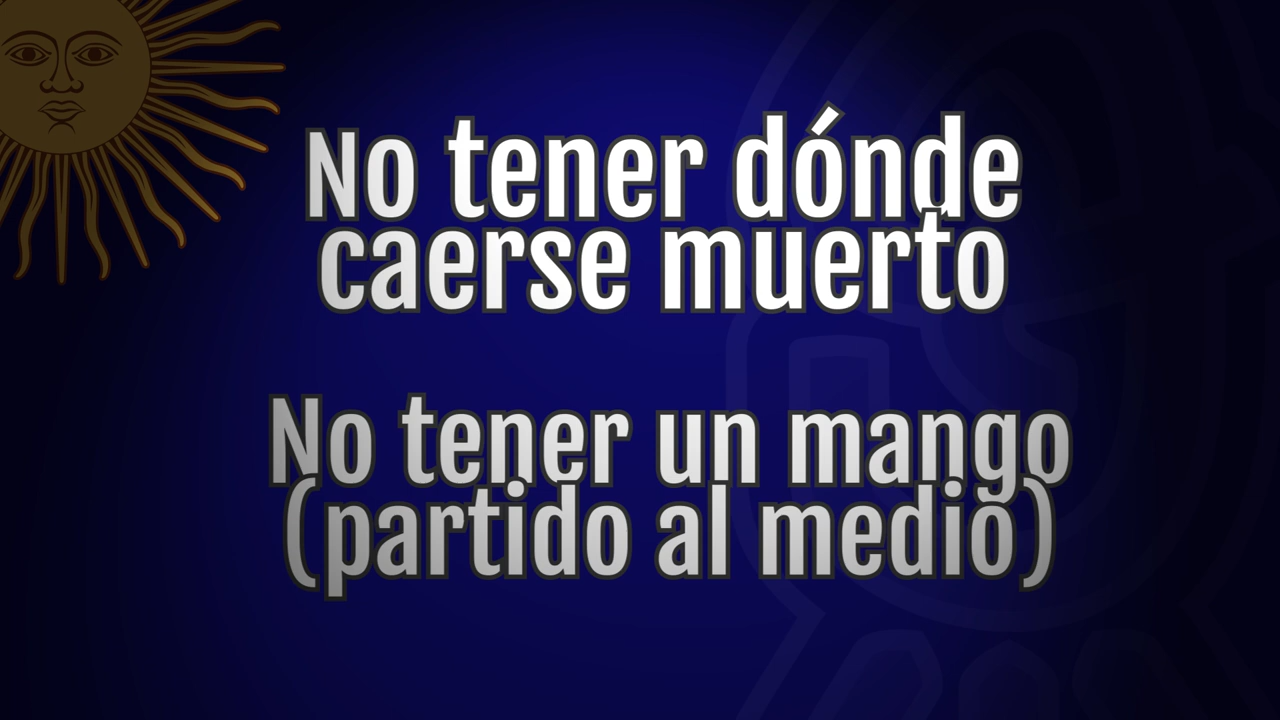 No tener dónde
caerse muerto
No tener un mango
(partido al medio)